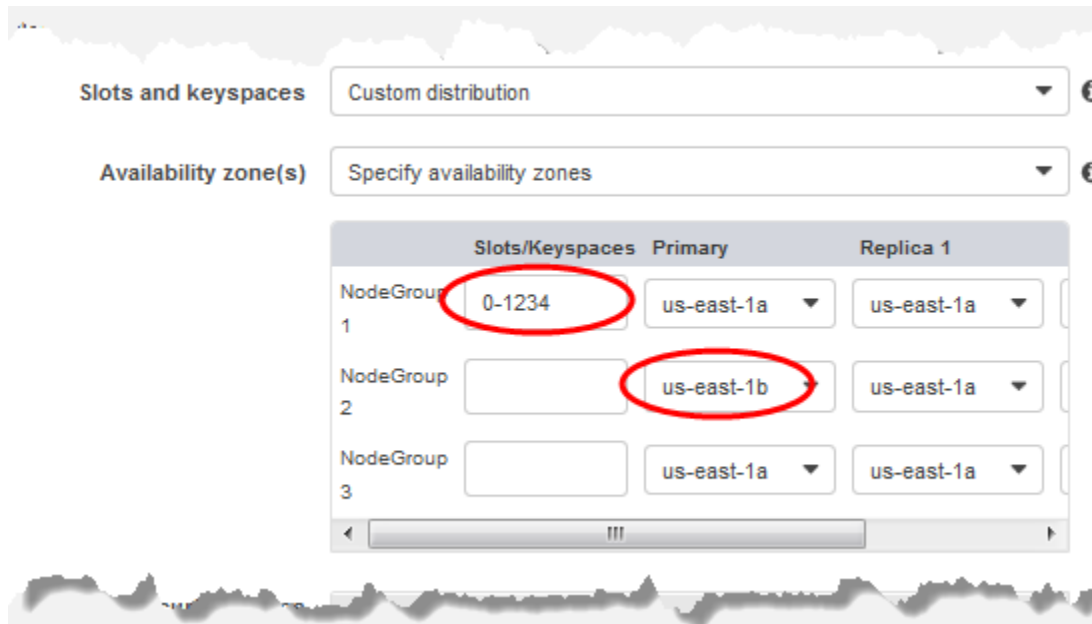 Slots and keyspaces Custom distribution
Availability zone(s) Specify availability zones
Slots/Keyspaces Primary Replica 1
NodeGroup 1 0-1234 us-east-1a us-east-1a
NodeGroup 2 us-east-1b us-east-1a
NodeGroup 3 us-east-1a us-east-1a